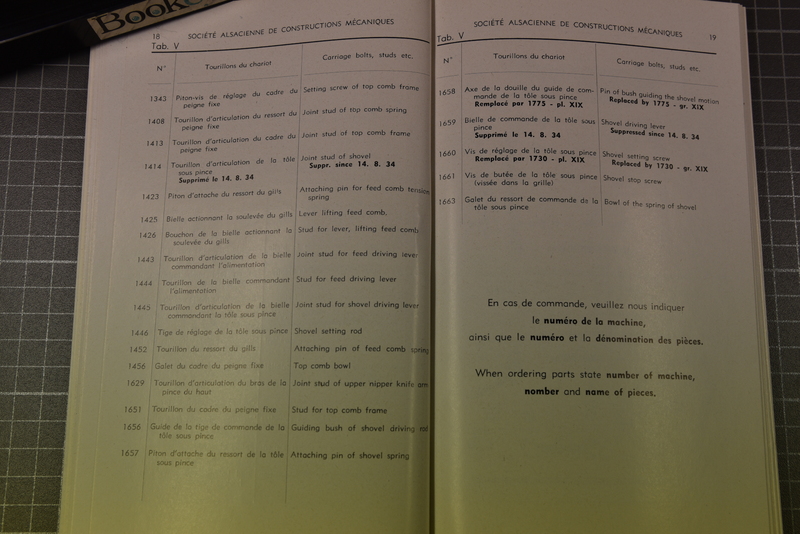 Booke
18 SOCIÉTÉ ALSACIENNE DE CONSTRUCTIONS MÉCANIQUES
Tab. V
N° Tourillons du chariot Carriage bolts, studs etc.
1343 Piton-vis de réglage du cadre du Setting screw of top comb frame
peigne fixe
1408 Tourillon d'articulation du ressort du Joint stud of top comb spring
peigne fixe
1413 Tourillon d'articulation du cadre du Joint stud of top comb frame
peigne fixe
1414 Tourillon d'articulation de la tôle Joint stud of shovel
sous pince Suppr. since 14. 8. 34
Supprimé le 14. 8. 34
1423 Piton d'attache du ressort du gills Attaching pin for feed comb tension
spring
1425 Bielle actionnant la soulevée du gills Lever lifting feed comb.
1426 Bouchon de la bielle actionnant la Stud for lever, lifting feed comb
soulevée du gills
1443 Tourillon d'articulation de la bielle Joint stud for feed driving lever
commandant l'alimentation
1444 Tourillon de la bielle commandant Stud for feed driving lever
l'alimentation
1445 Tourillon d'articulation de la bielle Joint stud for shovel driving lever
commandant la tôle sous pince
1446 Tige de réglage de la tôle sous pince Shovel setting rod
1452 Tourillon du ressort du gills Attaching pin of feed comb spring
1456 Galet du cadre du peigne fixe Top comb bowl
1629 Tourillon d'articulation du bras de la Joint stud of upper nipper knife arm
pince du haut
1651 Tourillon du cadre du peigne fixe Stud for top comb frame
1656 Guide de la tige de commande de la Guiding bush of shovel driving rod
tôle sous pince
1657 Piton d'attache du ressort de la tôle Attaching pin of shovel spring
sous pince
SOCIÉTÉ ALSACIENNE DE CONSTRUCTIONS MÉCANIQUES 19
Tab. V
N° Tourillons du chariot Carriage bolts, studs etc.
1658 Axe de la douille du guide de com- Pin of bush guiding the shovel motion
mande de la tôle sous pince Replaced by 1775 - gr. XIX
Remplacé par 1775 - pl. XIX
1659 Bielle de commande de la tôle sous Shovel driving lever
pince Suppressed since 14. 8. 34
Supprimé le 14. 8. 34
1660 Vis de réglage de la tôle sous pince Shovel setting screw
Remplacé par 1730 - pl. XIX Replaced by 1730 - gr. XIX
1661 Vis de butée de la tôle sous pince Shovel stop screw
(vissée dans la grille)
1663 Galet du ressort de commande de la Bowl of the spring of shovel
tôle sous pince
En cas de commande, veuillez nous indiquer
le numéro de la machine,
ainsi que le numéro et la dénomination des pièces.
When ordering parts state number of machine,
nomber and name of pieces.